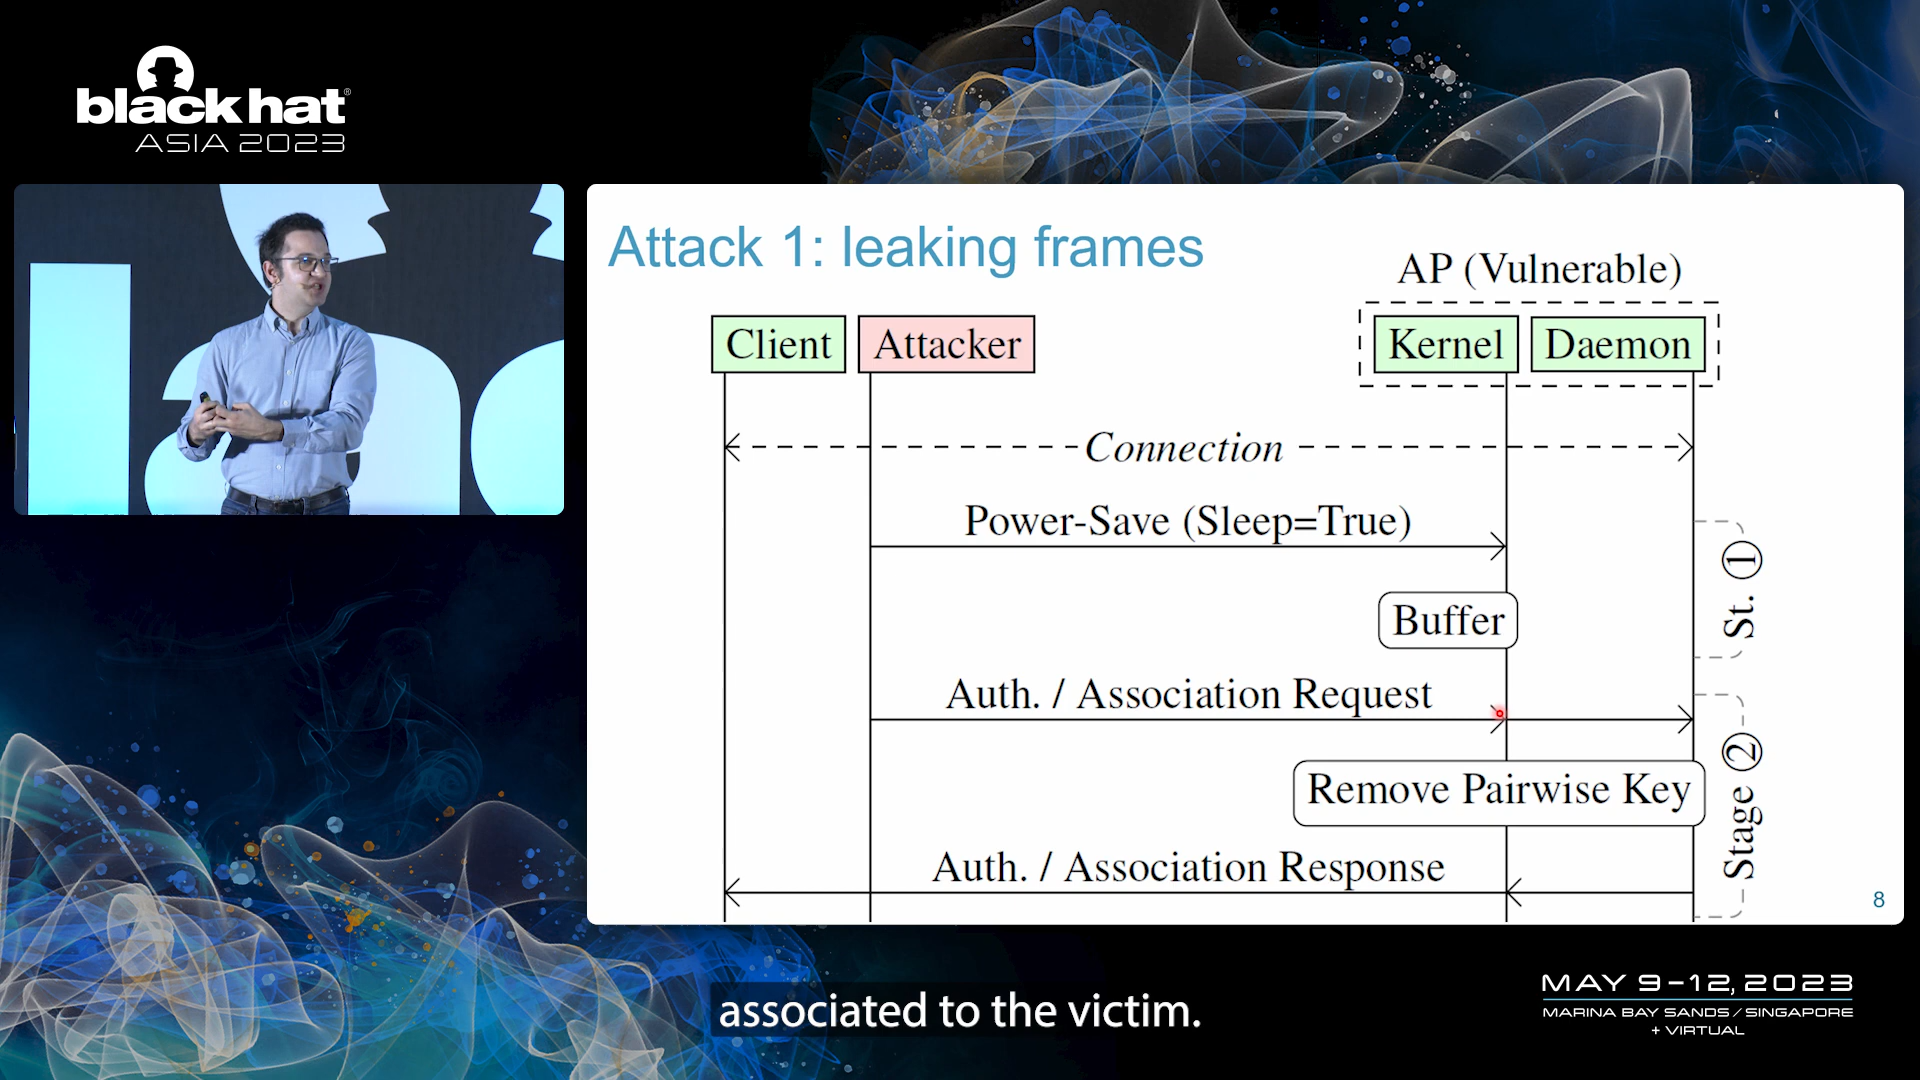 black hat®
ASIA 2023
Attack 1: leaking frames
AP (Vulnerable)
Client
Attacker
Kernel
Daemon
Connection
Power-Save (Sleep=True)
Buffer
St. ①
Auth. / Association Request
Remove Pairwise Key
Stage ②
Auth. / Association Response
8
associated to the victim.
MAY 9-12, 2023
MARINA BAY SANDS / SINGAPORE
+ VIRTUAL